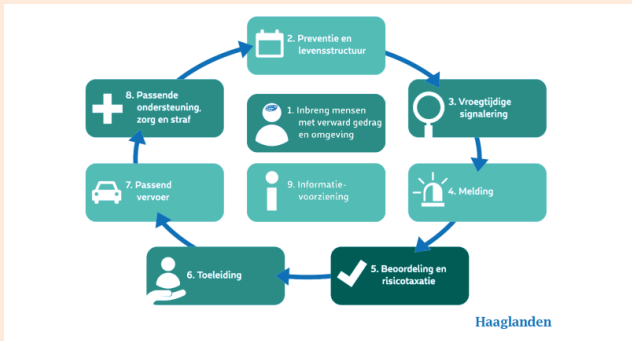 2. Preventie en
levensstructuur
8. Passende
ondersteuning,
zorg en straf
1. Inbreng mensen
met verward gedrag
en omgeving
3. Vroegtijdige
signalering
7. Passend
vervoer
9. Informatie-
voorziening
4. Melding
6. Toeleiding
5. Beoordeling en
risicotaxatie
Haaglanden